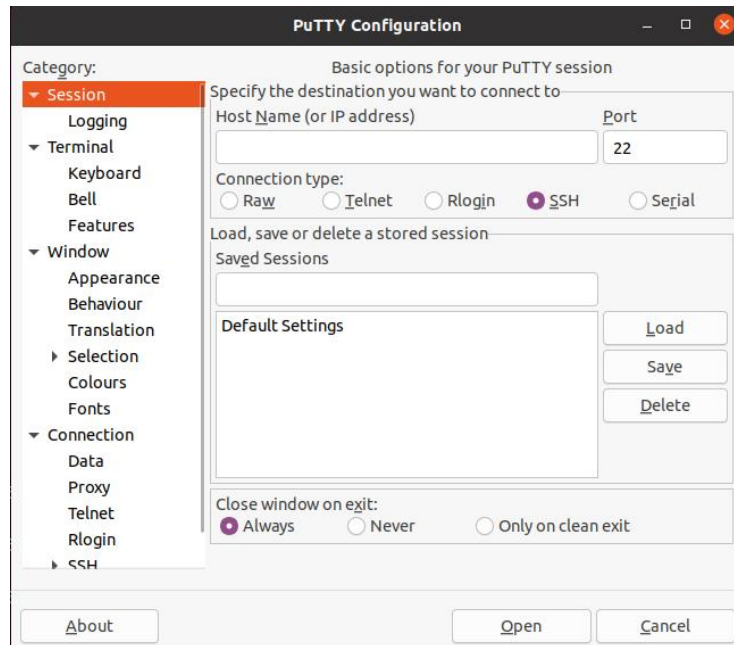 PuTTY Configuration
Category:
Session
Logging
Terminal
Keyboard
Bell
Features
Window
Appearance
Behaviour
Translation
Selection
Colours
Fonts
Connection
Data
Proxy
Telnet
Rlogin
SSH
Basic options for your PuTTY session
Specify the destination you want to connect to
Host Name (or IP address) Port
22
Connection type:
Raw Telnet Rlogin SSH Serial
Load, save or delete a stored session
Saved Sessions
Default Settings
Load
Save
Delete
Close window on exit:
Always Never Only on clean exit
About Open Cancel